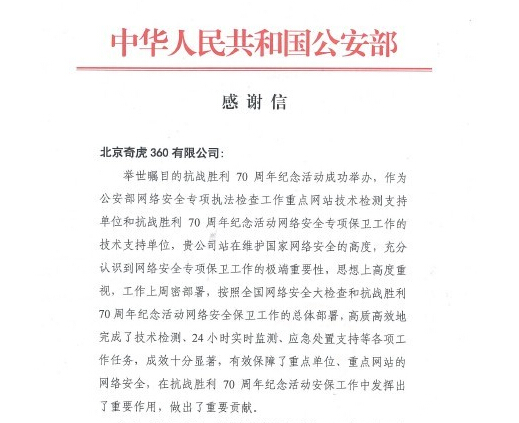 中华人民共和国公安部
感谢信
北京奇虎360有限公司：
举世瞩目的抗战胜利 70 周年纪念活动成功举办，作为
公安部网络安全专项执法检查工作重点网站技术检测支持
单位和抗战胜利 70 周年纪念活动网络安全专项保卫工作的
技术支持单位，贵公司站在维护国家网络安全的高度，充分
认识到网络安全专项保卫工作的极端重要性，思想上高度重
视，工作上周密部署，按照全国网络安全大检查和抗战胜利
70周年纪念活动网络安全保卫工作的总体部署，高质高效地
完成了技术检测、24小时实时监测、应急处置支持等各项工
作任务，成效十分显著，有效保障了重点单位、重点网站的
网络安全，在抗战胜利 70 周年纪念活动安保工作中发挥出
了重要作用，做出了重要贡献．